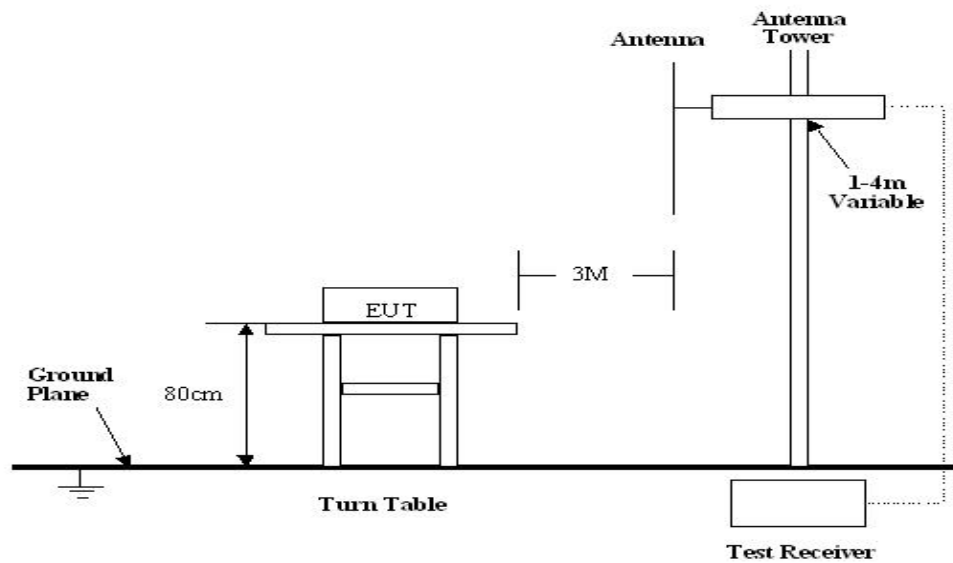 Antenna
Antenna
Tower
1-4m
Variable
3M
EUT
Ground
Plane
80cm
Turn Table
Test Receiver